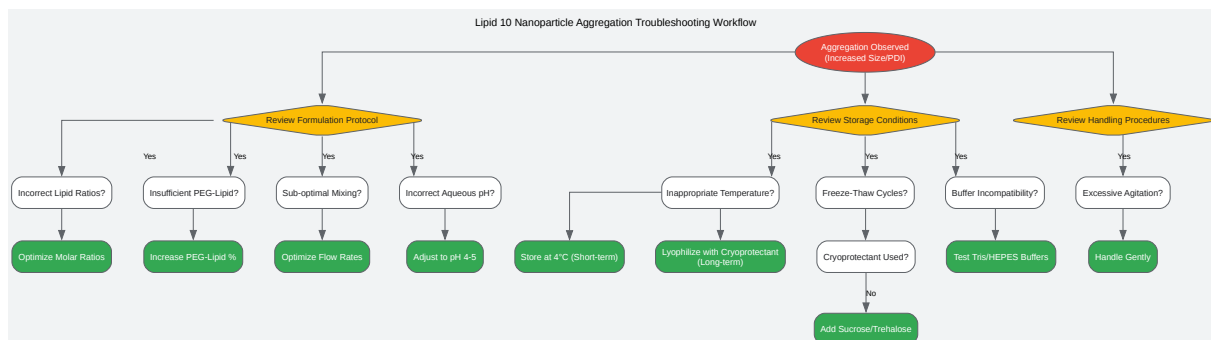 Lipid 10 Nanoparticle Aggregation Troubleshooting Workflow
Aggregation Observed
(Increased Size/PDI)
Review Formulation Protocol
Review Storage Conditions
Review Handling Procedures
Yes
Yes
Yes
Yes
Yes
Yes
Yes
Yes
Incorrect Lipid Ratios?
Insufficient PEG-Lipid?
Sub-optimal Mixing?
Incorrect Aqueous pH?
Inappropriate Temperature?
Freeze-Thaw Cycles?
Buffer Incompatibility?
Excessive Agitation?
Optimize Molar Ratios
Increase PEG-Lipid %
Optimize Flow Rates
Adjust to pH 4-5
Store at 4°C (Short-term)
Lyophilize with Cryoprotectant
(Long-term)
Cryoprotectant Used?
Test Tris/HEPES Buffers
Handle Gently
No
Add Sucrose/Trehalose